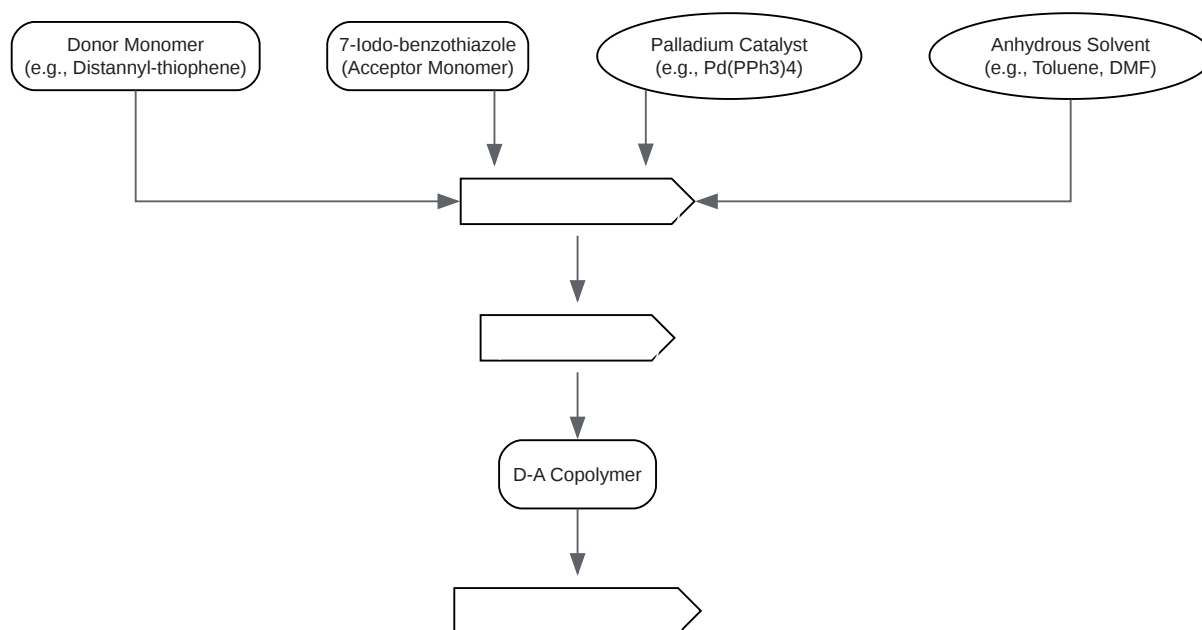 Donor Monomer
(e.g., Distannyl-thiophene)
7-Iodo-benzothiazole
(Acceptor Monomer)
Palladium Catalyst
(e.g., Pd(PPh3)4)
Anhydrous Solvent
(e.g., Toluene, DMF)
D-A Copolymer